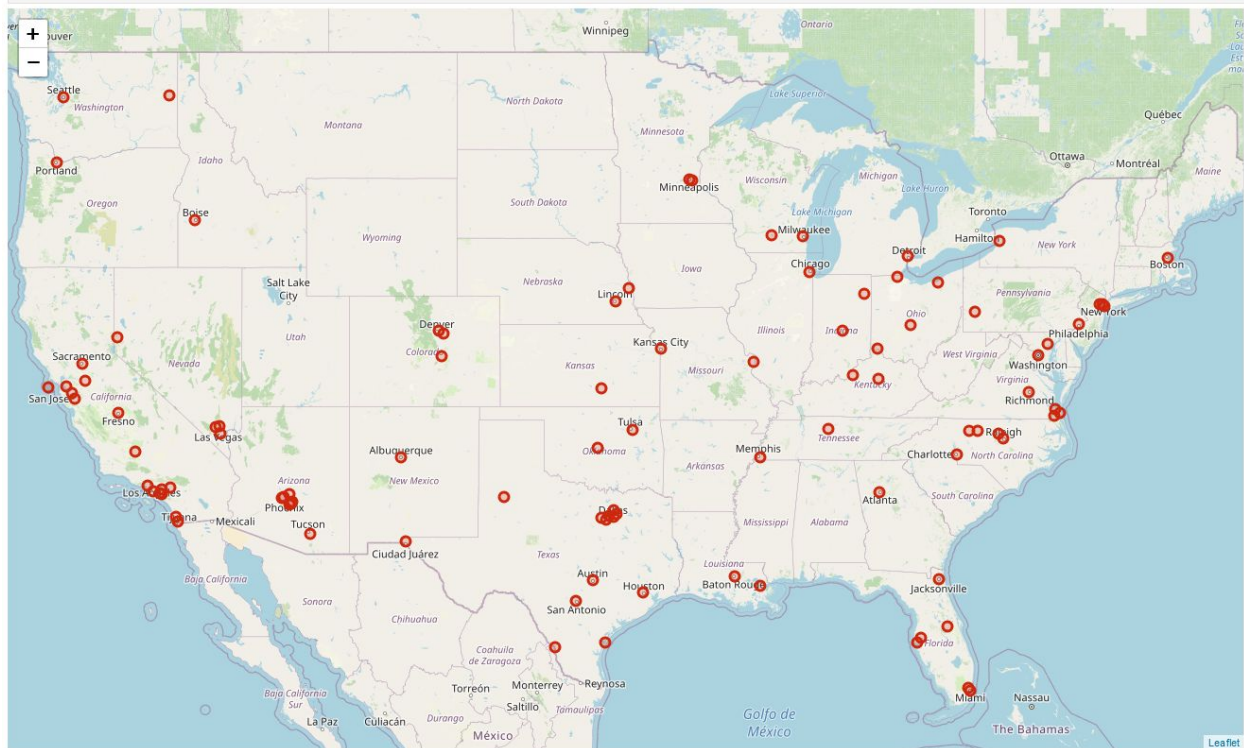 Winnipeg
Ontario
+
−
Seattle
Washington
North Dakota
Lake Superior
Montana
Minnesota
Québec
Ottawa
Montréal
Maine
Portland
Idaho
Minneapolis
Wisconsin
Michigan
Lake Huron
Oregon
Boise
South Dakota
Lake Michigan
Toronto
Wyoming
Milwaukee
Hamilton
New York
Detroit
Chicago
Boston
Salt Lake
City
Nebraska
Iowa
Lincoln
Pennsylvania
New York
Denver
Utah
Illinois
Indiana
Ohio
Philadelphia
Nevada
Colorado
Kansas City
Sacramento
Kansas
Missouri
West Virginia
Washington
Kentucky
Virginia
San Jose
California
Richmond
Fresno
Tulsa
Las Vegas
Tennessee
Raleigh
Albuquerque
Oklahoma
Memphis
Charlotte
North Carolina
Arizona
New Mexico
Arkansas
Los Angeles
Atlanta
South Carolina
Phoenix
Dallas
Tijuana
Mexicali
Tucson
Mississippi
Alabama
Ciudad Juárez
Texas
Louisiana
Baja California
Austin
Baton Rouge
Houston
Jacksonville
Sonora
San Antonio
Chihuahua
Florida
Coahuila
de Zaragoza
Reynosa
Torreón
Monterrey
Miami
Nassau
Baja California
Sur
Saltillo
Tamaulipas
La Paz
Culiacán
Durango
Golfo de
México
México
The Bahamas
Leaflet